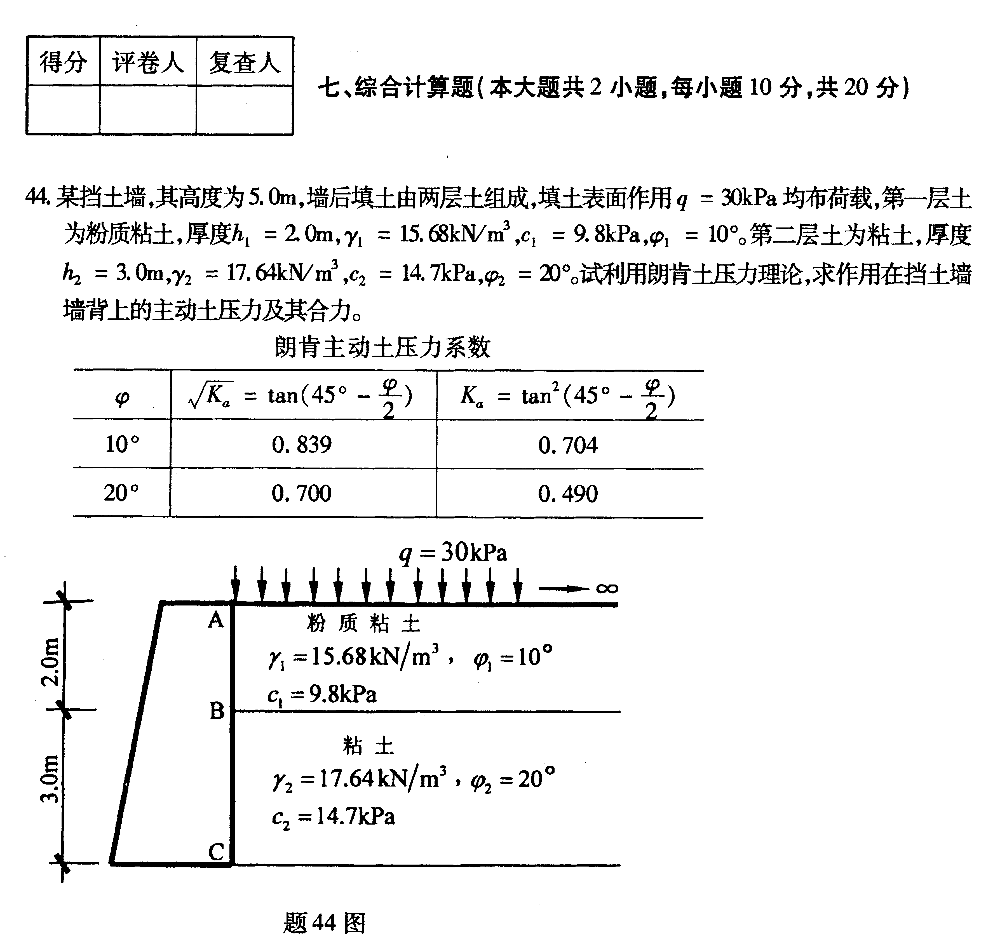 得分 评卷人 复查人
七、综合计算题(本大题共2小题,每小题10分,共20分)
44. 某挡土墙,其高度为5.0m,墙后填土由两层土组成,填土表面作用q = 30kPa均布荷载,第一层土
为粉质粘土,厚度h₁ = 2.0m,γ₁ = 15.68kN/m³,c₁ = 9.8kPa,φ₁ = 10°。第二层土为粘土,厚度
h₂ = 3.0m,γ₂ = 17.64kN/m³,c₂ = 14.7kPa,φ₂ = 20°。试利用朗肯土压力理论,求作用在挡土墙
墙背上的主动土压力及其合力。
朗肯主动土压力系数
φ √Kₐ = tan(45° - φ/2) Kₐ = tan²(45° - φ/2)
10° 0.839 0.704
20° 0.700 0.490
q = 30kPa
∞
A 粉质粘土
2.0m
γ₁ = 15.68kN/m³, φ₁ = 10°
c₁ = 9.8kPa
B
粘土
3.0m
γ₂ = 17.64kN/m³, φ₂ = 20°
c₂ = 14.7kPa
C
题44图